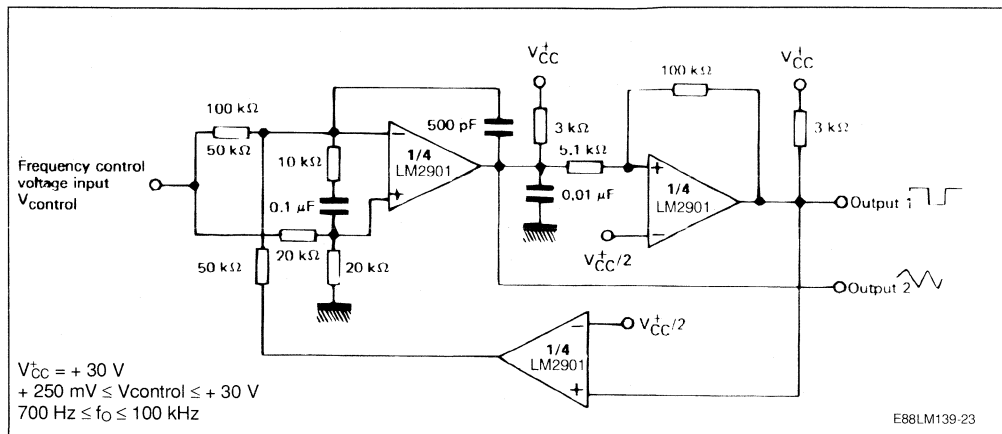 V+CC
V+CC
100 kΩ
100 kΩ
50 kΩ
500 pF
3 kΩ
3 kΩ
5.1 kΩ
Frequency control
voltage input
Vcontrol
10 kΩ
1/4
LM2901
0.1 µF
0,01 µF
1/4
LM2901
Output 1
20 kΩ
V+CC/2
50 kΩ
20 kΩ
Output 2
V+CC/2
1/4
LM2901
V+CC = + 30 V
+ 250 mV ≤ Vcontrol ≤ + 30 V
700 Hz ≤ fO ≤ 100 kHz
E88LM139-23